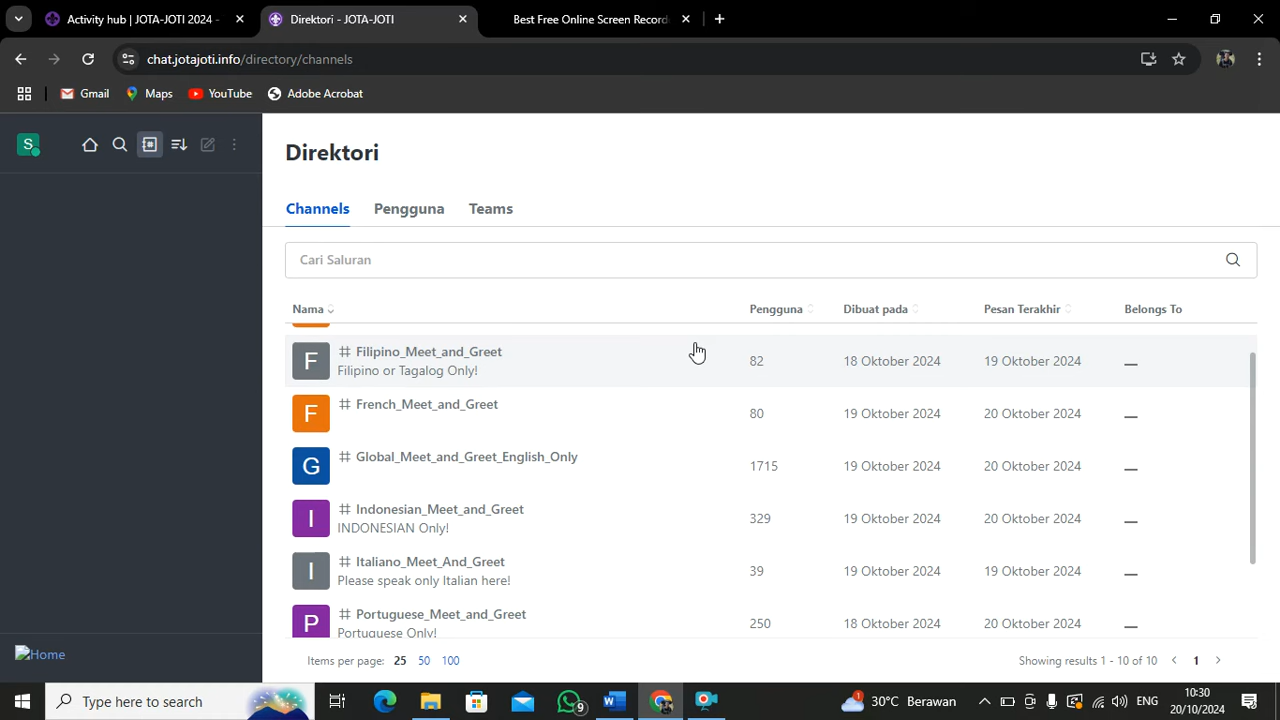 Activity hub | JOTA-JOTI 2024 -
Direktori - JOTA-JOTI
Best Free Online Screen Record
chat.jotajoti.info/directory/channels
Gmail
Maps
YouTube
Adobe Acrobat
S
Direktori
Channels
Pengguna
Teams
Cari Saluran
Nama
Pengguna
Dibuat pada
Pesan Terakhir
Belongs To
F
# Filipino_Meet_and_Greet
Filipino or Tagalog Only!
82
18 Oktober 2024
19 Oktober 2024
—
F
# French_Meet_and_Greet
80
19 Oktober 2024
20 Oktober 2024
—
G
# Global_Meet_and_Greet_English_Only
1715
19 Oktober 2024
20 Oktober 2024
—
I
# Indonesian_Meet_and_Greet
INDONESIAN Only!
329
19 Oktober 2024
20 Oktober 2024
—
I
# Italiano_Meet_And_Greet
Please speak only Italian here!
39
19 Oktober 2024
19 Oktober 2024
—
P
# Portuguese_Meet_and_Greet
Portuguese Only!
250
18 Oktober 2024
20 Oktober 2024
—
Home
Items per page: 25 50 100
Showing results 1 - 10 of 10
1
Type here to search
9
1
30°C Berawan
ENG
10:30
20/10/2024